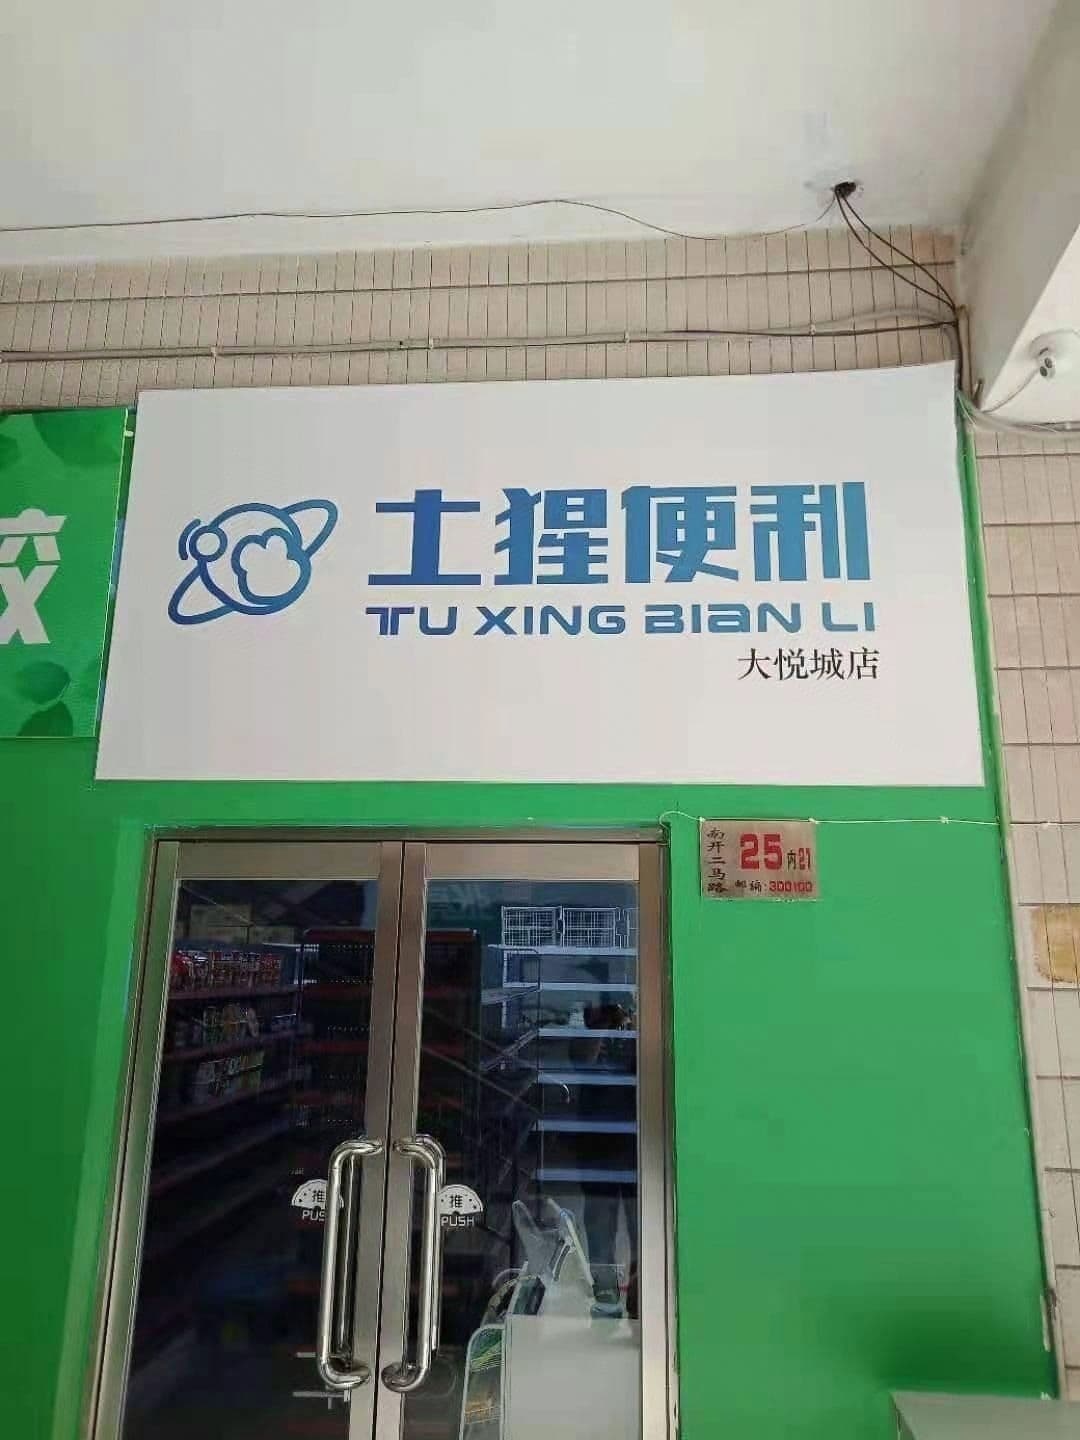 土猩便利
TU XING BIAN LI
大悦城店
南开二马路
25内21
邮编:300100
推
PUSH
推
PUSH